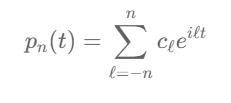 p_n(t) = \sum_{\ell=-n}^{n} c_\ell e^{i\ell t}